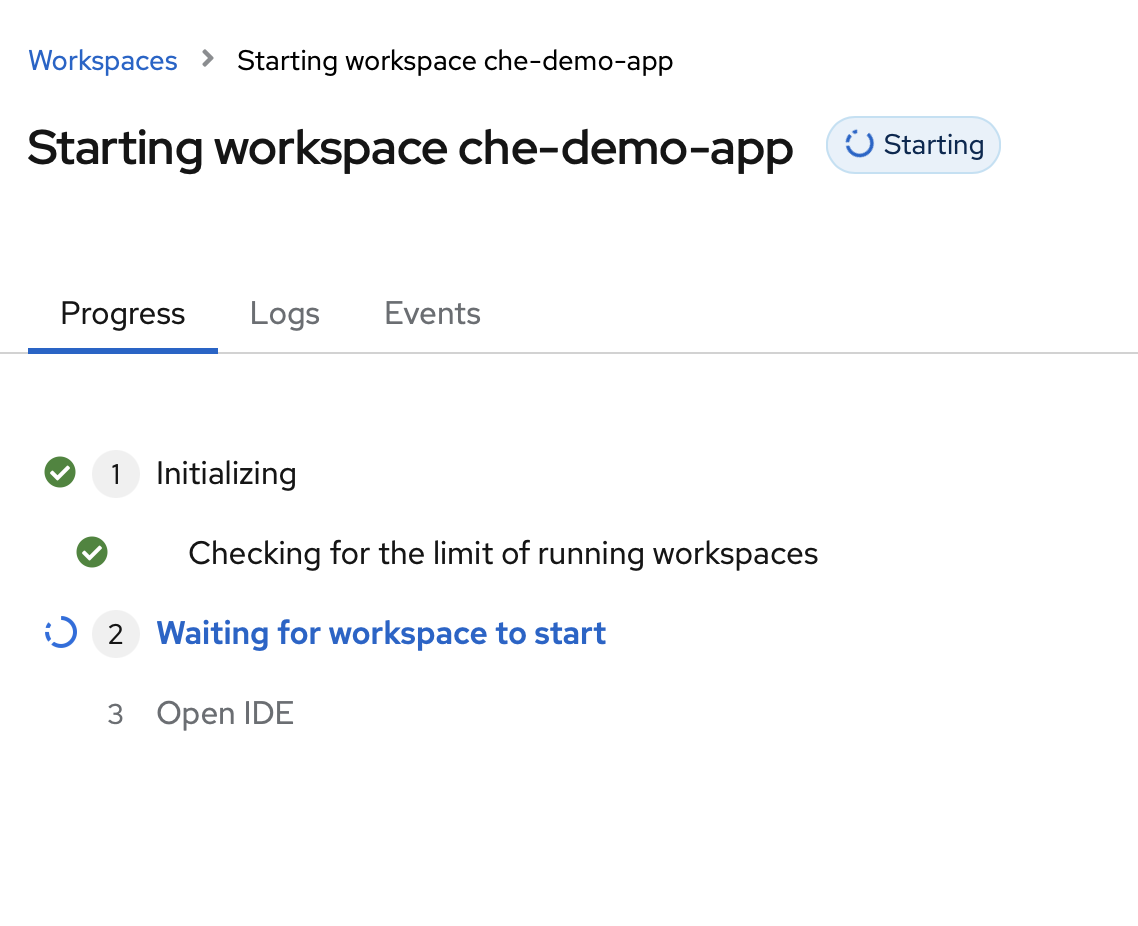 Workspaces > Starting workspace che-demo-app
Starting workspace che-demo-app Starting
Progress Logs Events
1 Initializing
Checking for the limit of running workspaces
2 Waiting for workspace to start
3 Open IDE